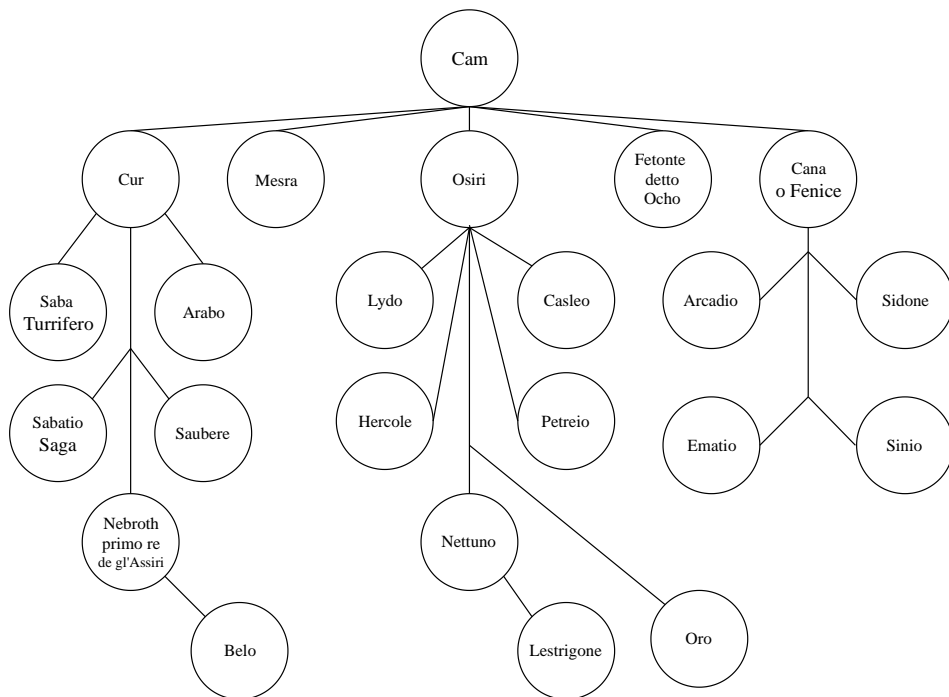 Cam
Cur
Mesra
Osiri
Fetonte
detto
Ocho
Cana
o Fenice
Saba
Turrifero
Arabo
Lydo
Casleo
Arcadio
Sidone
Sabatio
Saga
Saubere
Hercole
Petreio
Ematio
Sinio
Nebroth
primo re
de gl'Assiri
Nettuno
Belo
Lestrigone
Oro